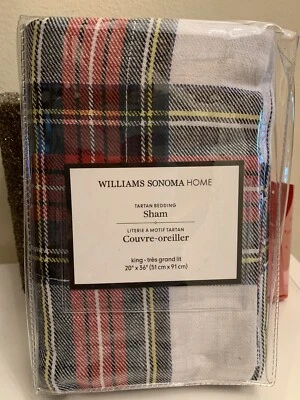 WILLIAMS SONOMA HOME
TARTAN BEDDING
Sham
LITERIE À MOTIF TARTAN
Couvre-oreiller
king - très grand lit
20" x 36" (51 cm x 91 cm)